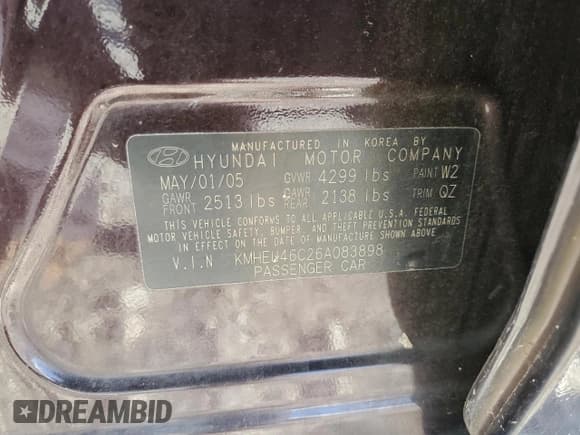 MANUFACTURED IN KOREA BY
HYUNDAI MOTOR COMPANY
MAY/01/05 GVWR 4299 lbs PAINT W2
GAWR FRONT 2513 lbs GAWR REAR 2138 lbs TRIM QZ
THIS VEHICLE CONFORMS TO ALL APPLICABLE U.S.A. FEDERAL
MOTOR VEHICLE SAFETY, BUMPER, AND THEFT PREVENTION STANDARDS
IN EFFECT ON THE DATE OF MANUFACTURE SHOWN ABOVE
V.I.N
PASSENGER CAR
DREAMBID